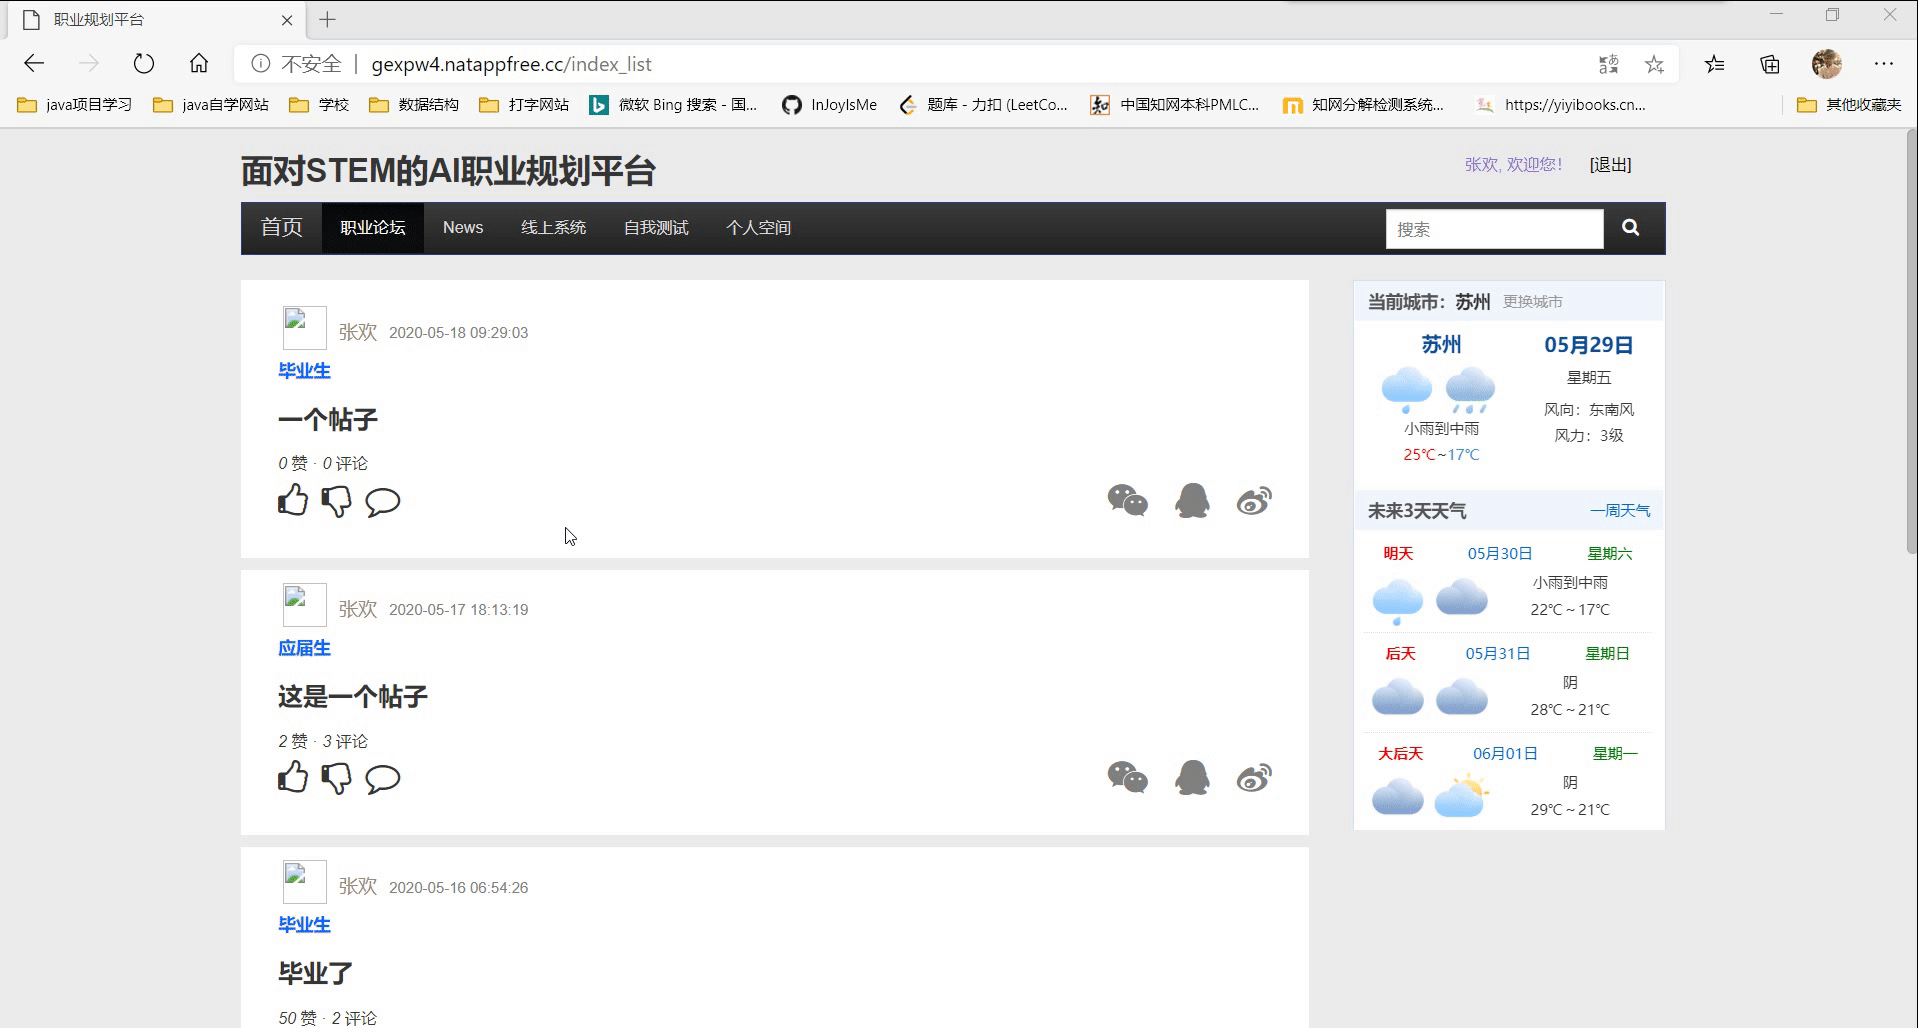 职业规划平台
不安全 gexpw4.natappfree.cc/index_list
java项目学习 java自学网站 学校 数据结构 打字网站 微软 Bing 搜索 - 国... InJoyIsMe 题库 - 力扣 (LeetCo... 中国知网本科PMLC... 知网分解检测系统... https://yiyibooks.cn... 其他收藏夹
面对STEM的AI职业规划平台
张欢, 欢迎您! [退出]
首页 职业论坛 News 线上系统 自我测试 个人空间 搜索
张欢 2020-05-18 09:29:03
毕业生
一个帖子
0 赞 · 0 评论
张欢 2020-05-17 18:13:19
应届生
这是一个帖子
2 赞 · 3 评论
张欢 2020-05-16 06:54:26
毕业生
毕业了
50 赞 · 2 评论
当前城市：苏州 更换城市
苏州 05月29日
星期五
风向：东南风
小雨到中雨
风力：3级
25℃~17℃
未来3天天气 一周天气
明天 05月30日 星期六
小雨到中雨
22℃ ~ 17℃
后天 05月31日 星期日
阴
28℃ ~ 21℃
大后天 06月01日 星期一
阴
29℃ ~ 21℃